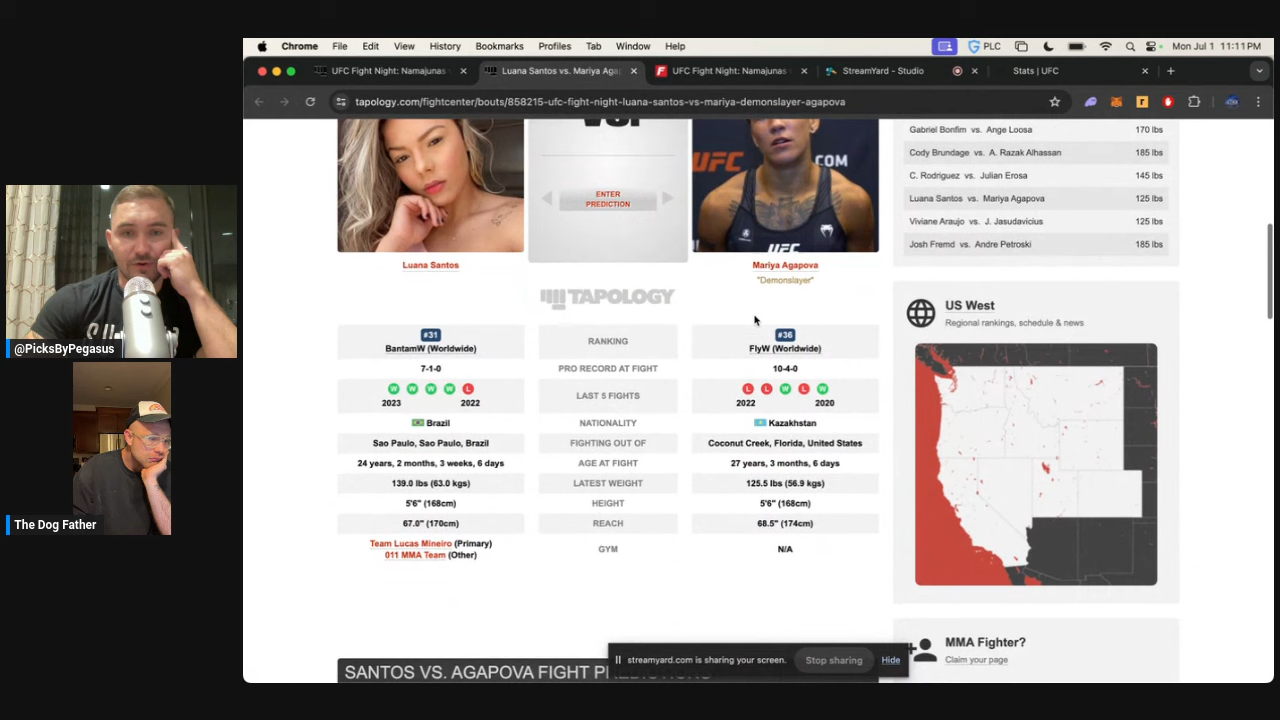 Chrome File Edit View History Bookmarks Profiles Tab Window Help
PLC Mon Jul 1 11:11 PM
UFC Fight Night: Namajunas
Luana Santos vs. Mariya Aga
UFC Fight Night: Namajunas
StreamYard - Studio
Stats | UFC
tapology.com/fightcenter/bouts/858215-ufc-fight-night-luana-santos-vs-mariya-demonslayer-agapova
Gabriel Bonfim vs. Ange Loosa 170 lbs
Cody Brundage vs. A. Razak Alhassan 185 lbs
C. Rodriguez vs. Julian Erosa 145 lbs
Luana Santos vs. Mariya Agapova 125 lbs
Viviane Araujo vs. J. Jasudavicius 125 lbs
Josh Fremd vs. Andre Petroski 185 lbs
ENTER
PREDICTION
UFC .COM
UFC
Luana Santos
Mariya Agapova
"Demonslayer"
TAPOLOGY
#31 #36
BantamW (Worldwide) RANKING FlyW (Worldwide)
7-1-0 PRO RECORD AT FIGHT 10-4-0
W W W W L LAST 5 FIGHTS L L W L W
2023 2022 2022 2020
Brazil NATIONALITY Kazakhstan
Sao Paulo, Sao Paulo, Brazil FIGHTING OUT OF Coconut Creek, Florida, United States
24 years, 2 months, 3 weeks, 6 days AGE AT FIGHT 27 years, 3 months, 6 days
139.0 lbs (63.0 kgs) LATEST WEIGHT 125.5 lbs (56.9 kgs)
5'6" (168cm) HEIGHT 5'6" (168cm)
67.0" (170cm) REACH 68.5" (174cm)
Team Lucas Mineiro (Primary)
011 MMA Team (Other) GYM N/A
US West
Regional rankings, schedule & news
MMA Fighter?
Claim your page
SANTOS VS. AGAPOVA FIGHT PREDICTIONS
streamyard.com is sharing your screen. Stop sharing Hide
@PicksByPegasus
The Dog Father